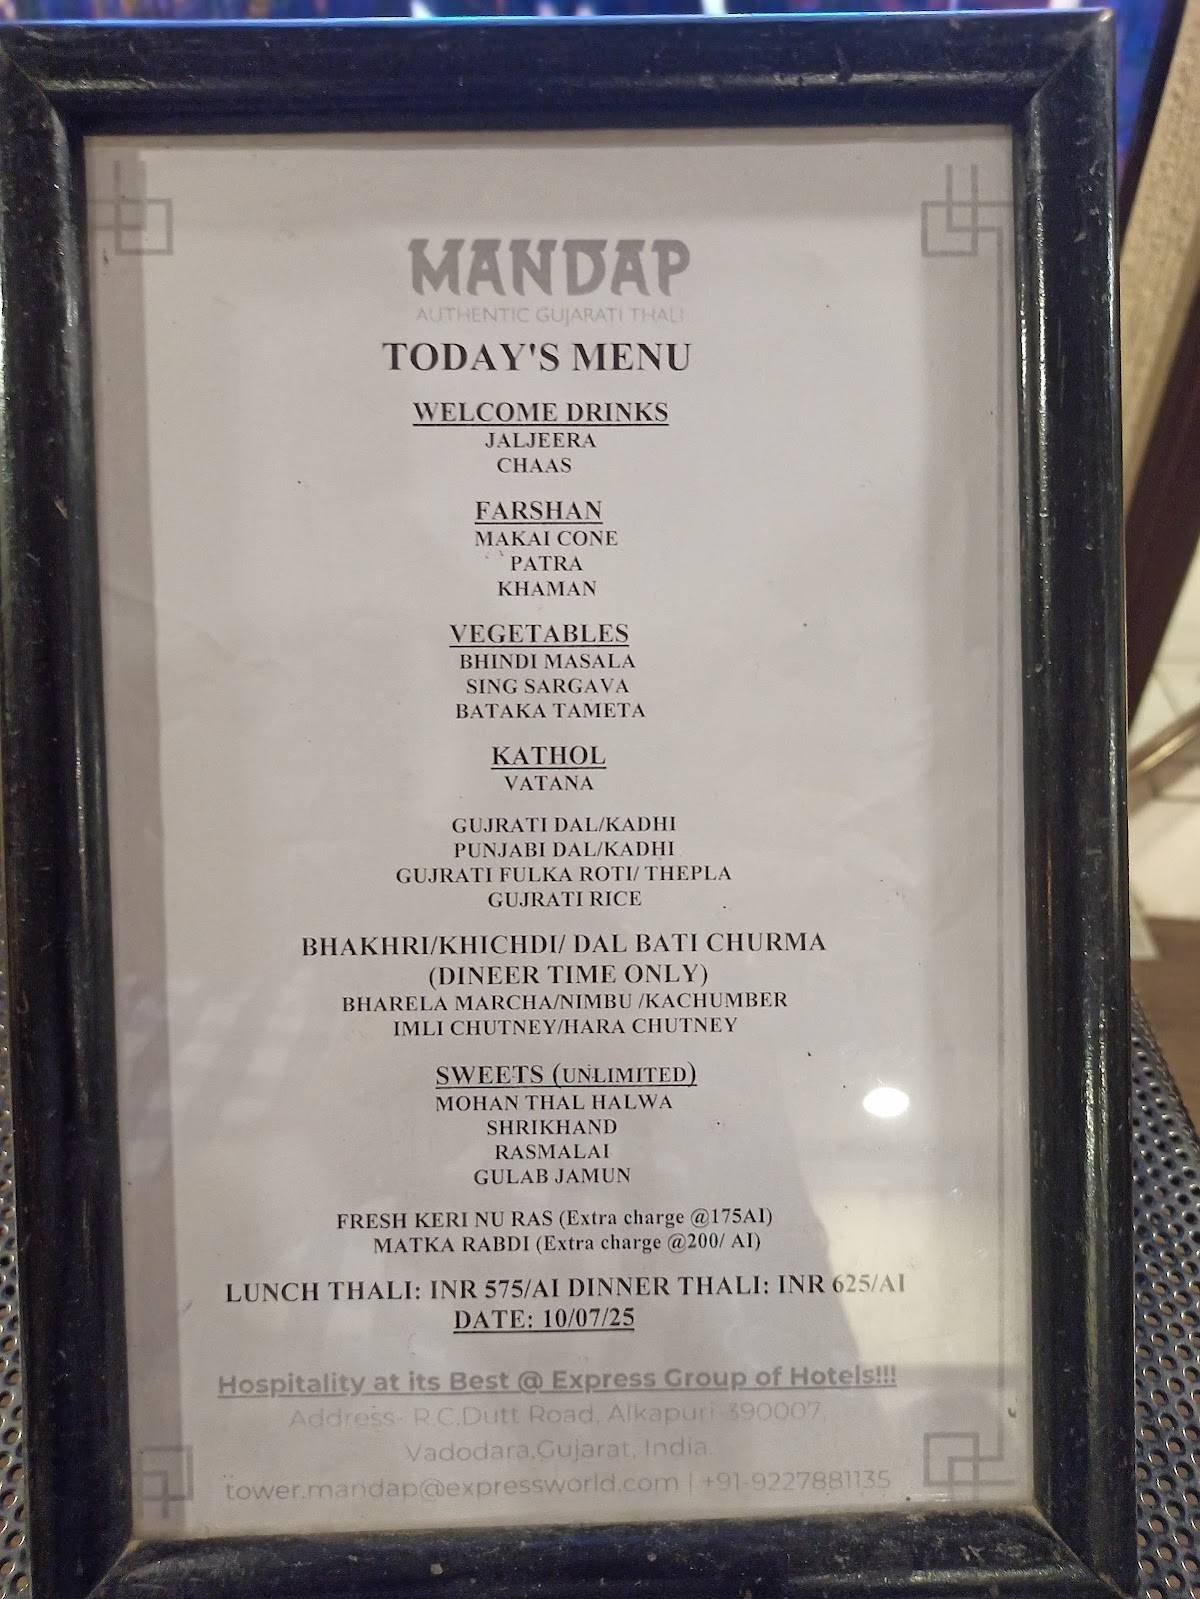 MANDAP
AUTHENTIC GUJARATI THALI
TODAY'S MENU
WELCOME DRINKS
JALJEERA
CHAAS
FARSHAN
MAKAI CONE
PATRA
KHAMAN
VEGETABLES
BHINDI MASALA
SING SARGAVA
BATAKA TAMETA
KATHOL
VATANA
GUJRATI DAL/KADHI
PUNJABI DAL/KADHI
GUJRATI FULKA ROTI/ THEPLA
GUJRATI RICE
BHAKHRI/KHICHDI/ DAL BATI CHURMA
(DINEER TIME ONLY)
BHARELA MARCHA/NIMBU /KACHUMBER
IMLI CHUTNEY/HARA CHUTNEY
SWEETS (UNLIMITED)
MOHAN THAL HALWA
SHRIKHAND
RASMALAI
GULAB JAMUN
FRESH KERI NU RAS (Extra charge @175AI)
MATKA RABDI (Extra charge @200/ AI)
LUNCH THALI: INR 575/AI DINNER THALI: INR 625/AI
DATE: 10/07/25
Hospitality at its Best @ Express Group of Hotels!!!
Address- R.C.Dutt Road, Alkapuri-390007,
Vadodara,Gujarat, India.
tower.mandap@expressworld.com | +91-9227881135